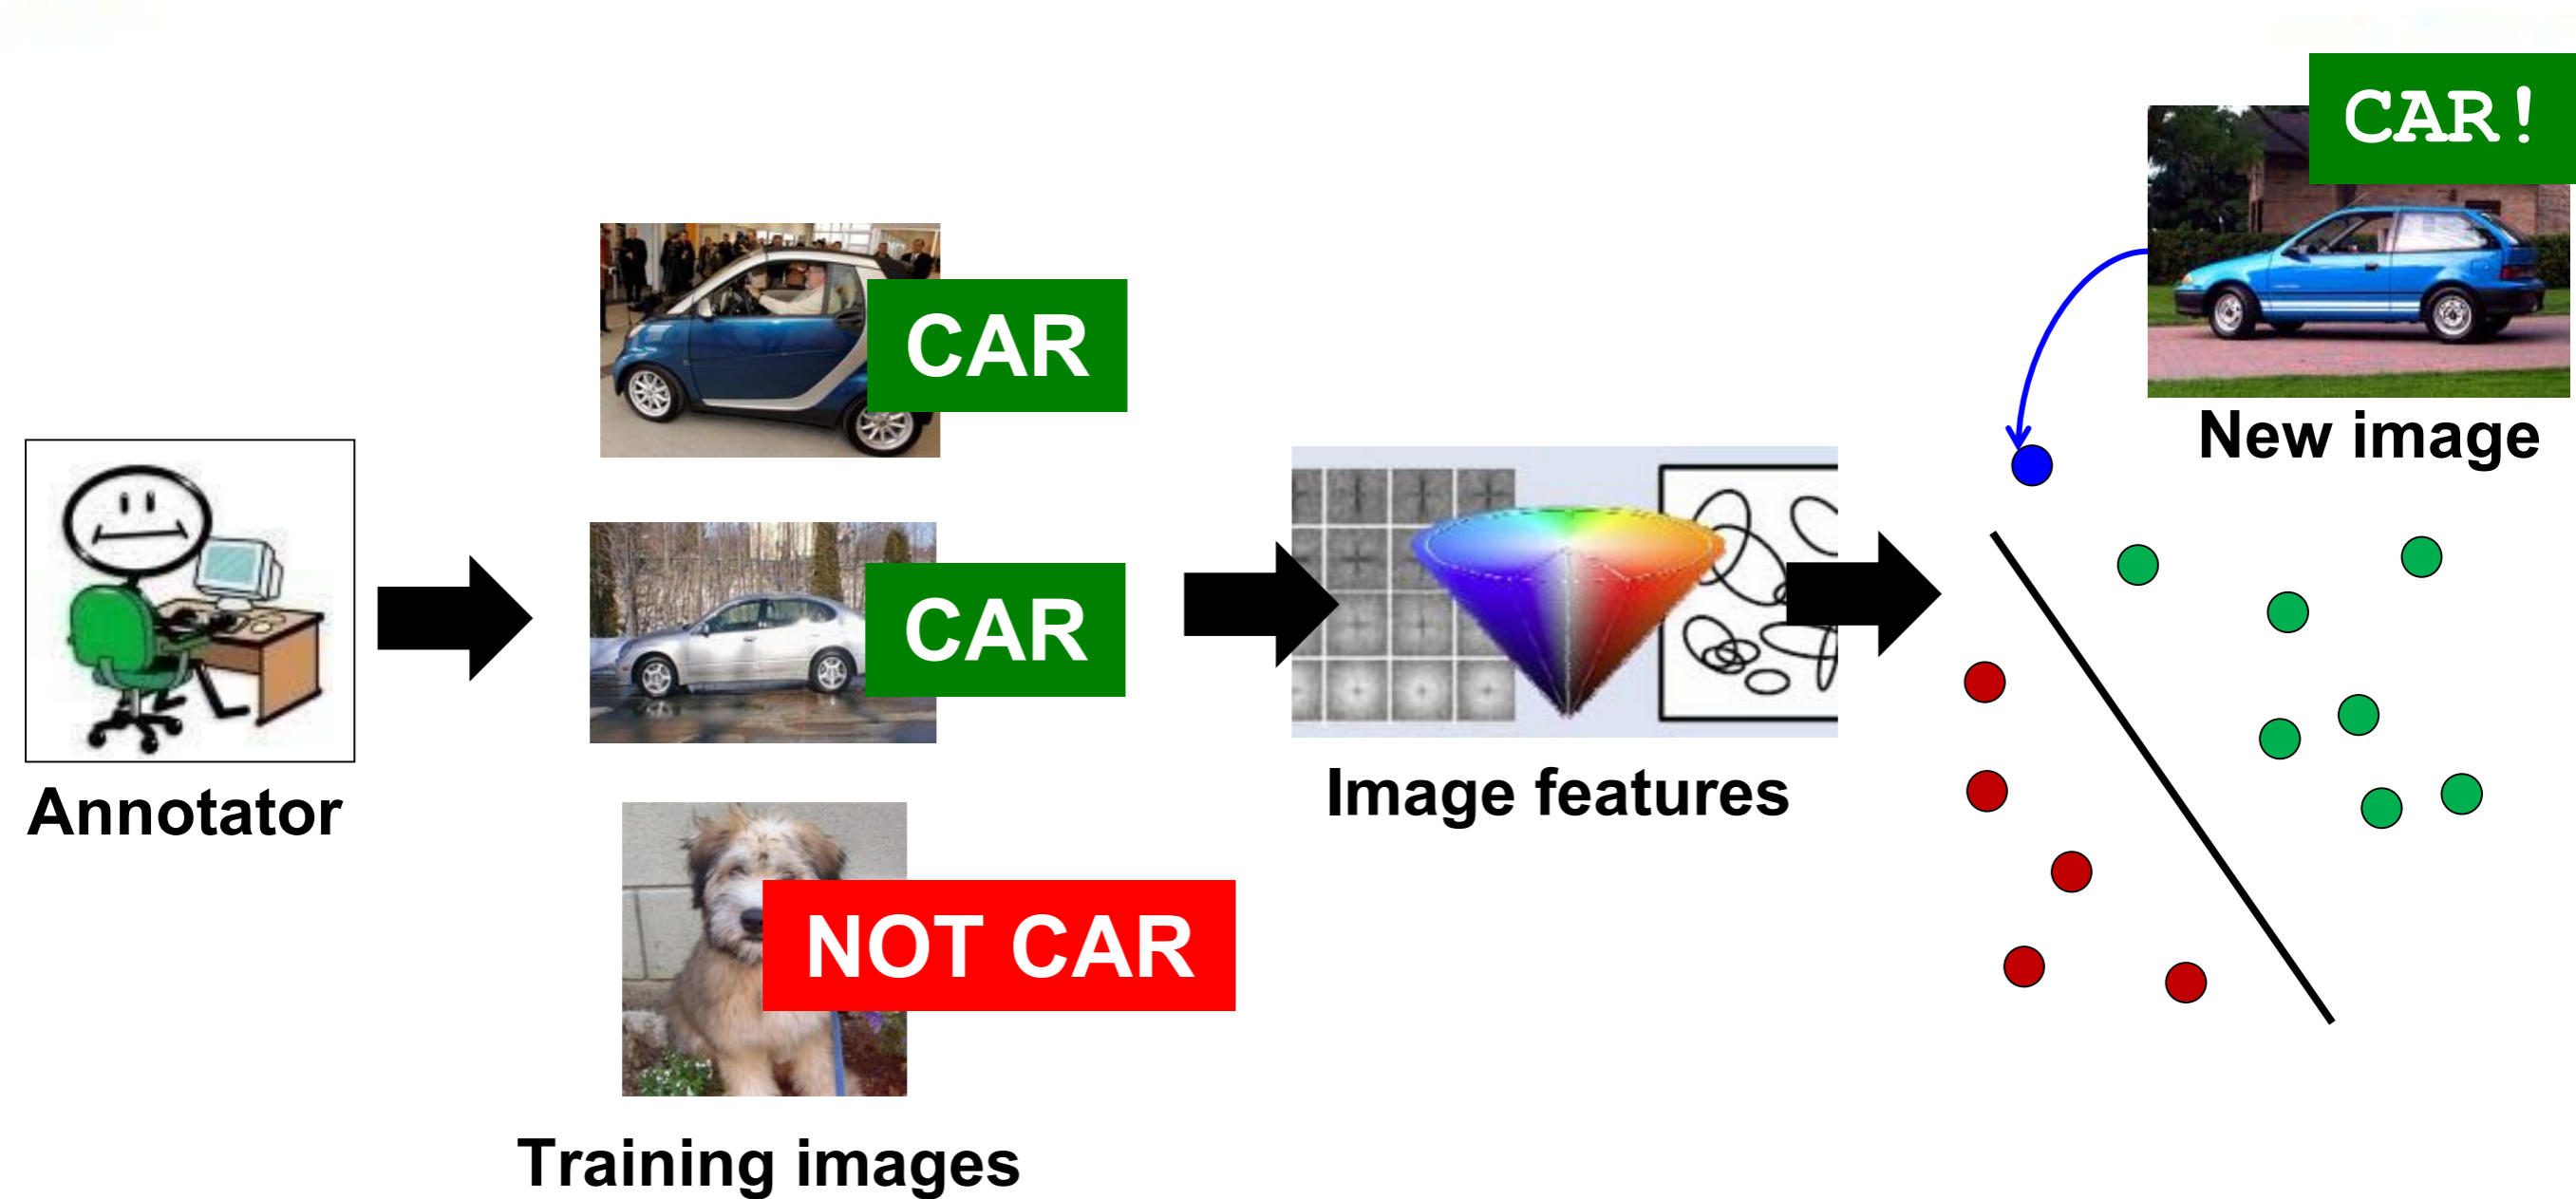 Annotator
CAR
CAR
NOT CAR
Training images
Image features
CAR!
New image